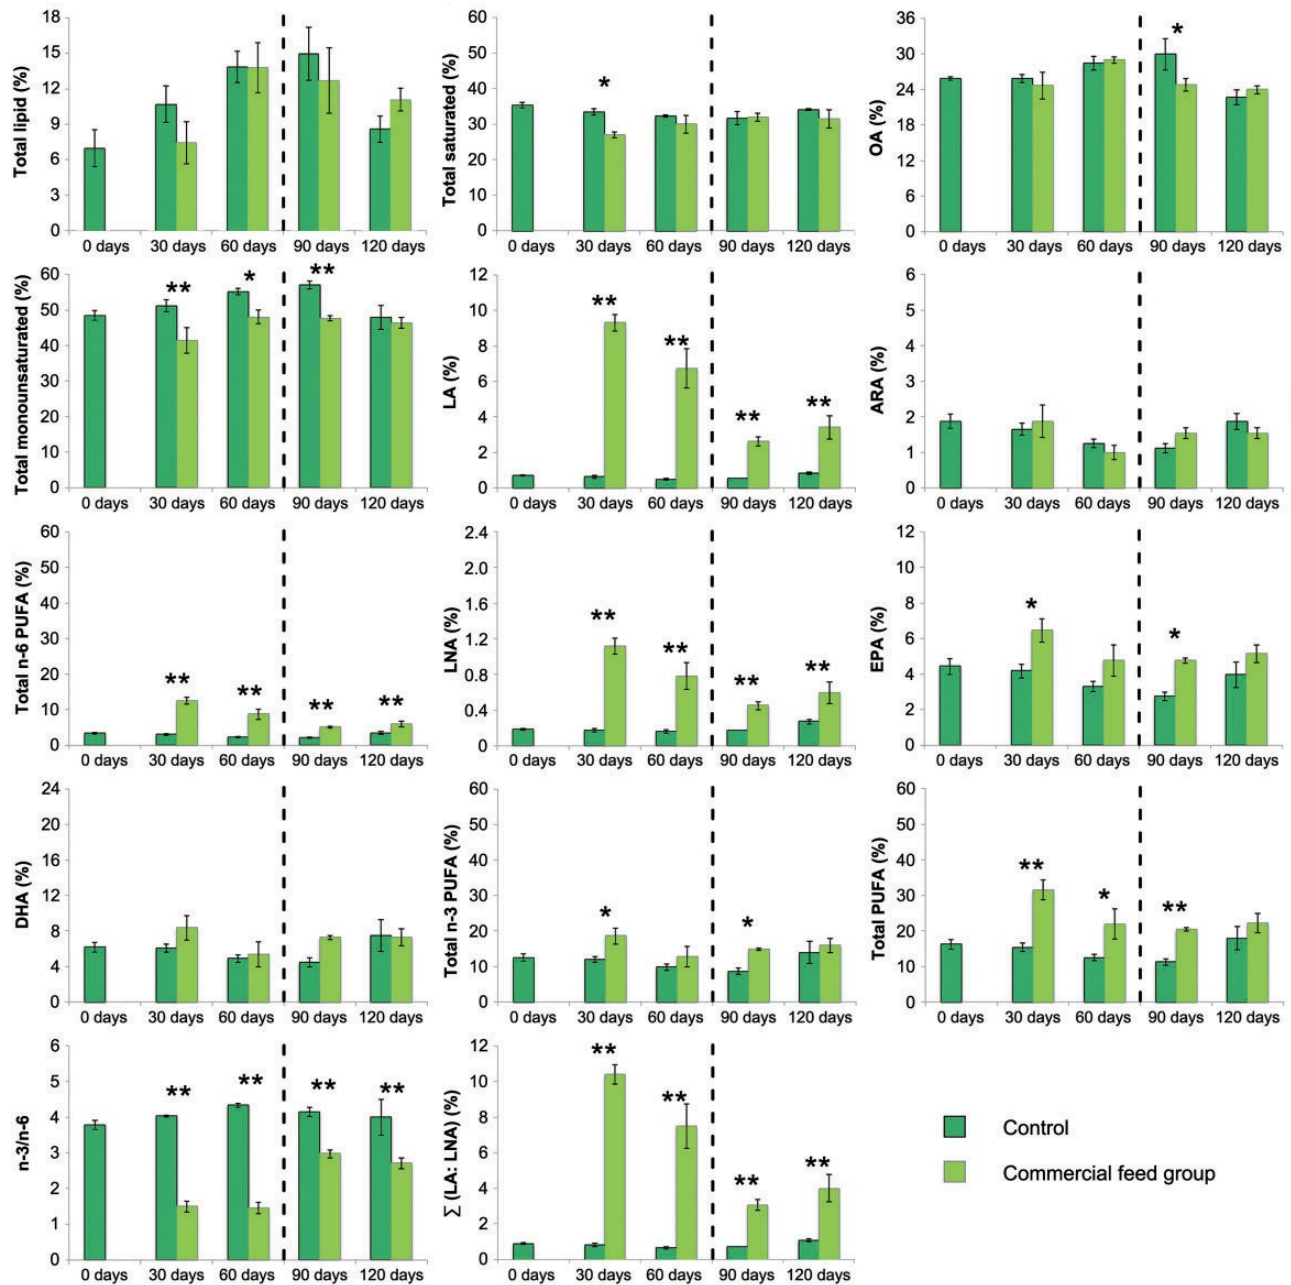 Total lipid (%)
18
15
12
9
6
3
0
0 days 30 days 60 days 90 days 120 days
Total saturated (%)
60
50
40
30
20
10
0
*
0 days 30 days 60 days 90 days 120 days
OA (%)
36
30
24
18
12
6
0
*
0 days 30 days 60 days 90 days 120 days
Total monounsaturated (%)
60
50
40
30
20
10
0
** * **
0 days 30 days 60 days 90 days 120 days
LA (%)
12
10
8
6
4
2
0
** ** ** **
0 days 30 days 60 days 90 days 120 days
ARA (%)
6
5
4
3
2
1
0
0 days 30 days 60 days 90 days 120 days
Total n-6 PUFA (%)
60
50
40
30
20
10
0
** ** ** **
0 days 30 days 60 days 90 days 120 days
LNA (%)
2.4
2.0
1.6
1.2
0.8
0.4
0
** ** ** **
0 days 30 days 60 days 90 days 120 days
EPA (%)
12
10
8
6
4
2
0
* *
0 days 30 days 60 days 90 days 120 days
DHA (%)
24
20
16
12
8
4
0
0 days 30 days 60 days 90 days 120 days
Total n-3 PUFA (%)
60
50
40
30
20
10
0
* *
0 days 30 days 60 days 90 days 120 days
Total PUFA (%)
60
50
40
30
20
10
0
** * **
0 days 30 days 60 days 90 days 120 days
n-3/n-6
6
5
4
3
2
1
0
** ** ** **
0 days 30 days 60 days 90 days 120 days
∑ (LA: LNA) (%)
12
10
8
6
4
2
0
** ** ** **
0 days 30 days 60 days 90 days 120 days
Control
Commercial feed group